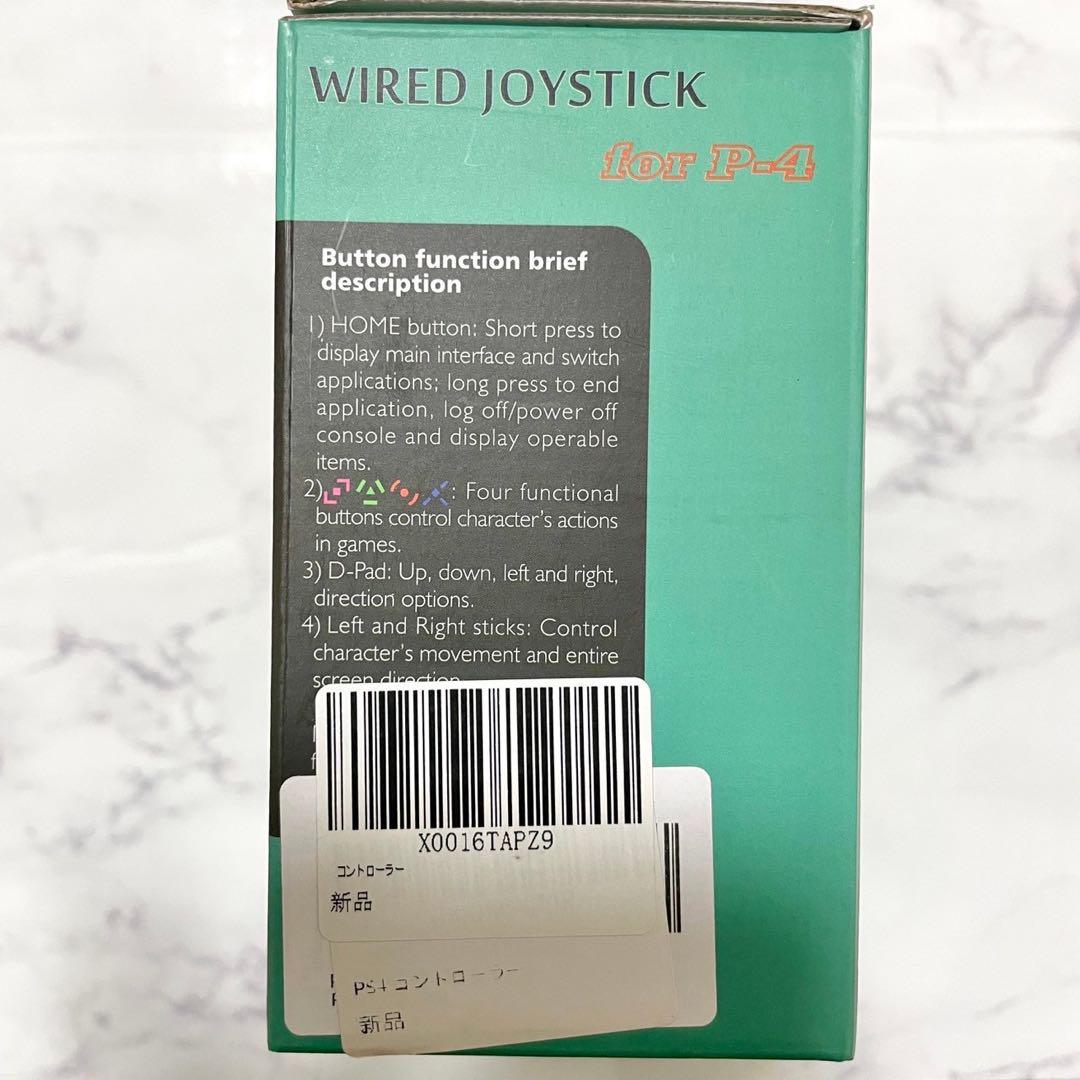 WIRED JOYSTICK
for P-4
Button function brief
description
1) HOME button: Short press to
display main interface and switch
applications; long press to end
application, log off/power off
console and display operable
items.
2) : Four functional
buttons control character's actions
in games.
3) D-Pad: Up, down, left and right,
direction options.
4) Left and Right sticks: Control
character's movement and entire
screen direction
X0016TAPZ9
コントローラー
新品
PS4 コントローラー
新品